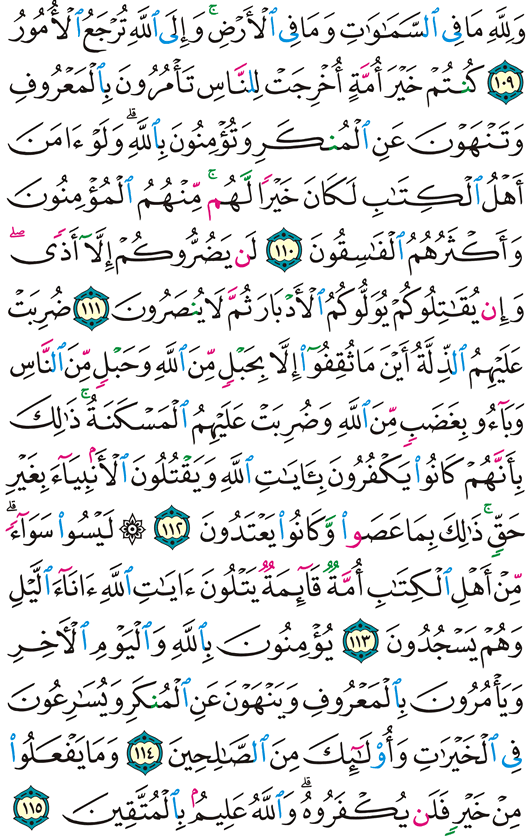 وَلِلَّهِ مَا فِي ٱلسَّمَٰوَٰتِ وَمَا فِي ٱلۡأَرۡضِۚ وَإِلَى ٱللَّهِ تُرۡجَعُ ٱلۡأُمُورُ
١٠٩ كُنتُمۡ خَيۡرَ أُمَّةٍ أُخۡرِجَتۡ لِلنَّاسِ تَأۡمُرُونَ بِٱلۡمَعۡرُوفِ
وَتَنۡهَوۡنَ عَنِ ٱلۡمُنكَرِ وَتُؤۡمِنُونَ بِٱللَّهِۗ وَلَوۡ ءَامَنَ
أَهۡلُ ٱلۡكِتَٰبِ لَكَانَ خَيۡرٗا لَّهُمۚ مِّنۡهُمُ ٱلۡمُؤۡمِنُونَ
وَأَكۡثَرُهُمُ ٱلۡفَٰسِقُونَ ١١٠ لَن يَضُرُّوكُمۡ إِلَّآ أَذٗىۖ
وَإِن يُقَٰتِلُوكُمۡ يُوَلُّوكُمُ ٱلۡأَدۡبَارَ ثُمَّ لَا يُنصَرُونَ ١١١ ضُرِبَتۡ
عَلَيۡهِمُ ٱلذِّلَّةُ أَيۡنَ مَا ثُقِفُوٓاْ إِلَّا بِحَبۡلٖ مِّنَ ٱللَّهِ وَحَبۡلٖ مِّنَ ٱلنَّاسِ
وَبَآءُو بِغَضَبٖ مِّنَ ٱللَّهِ وَضُرِبَتۡ عَلَيۡهِمُ ٱلۡمَسۡكَنَةُۚ ذَٰلِكَ
بِأَنَّهُمۡ كَانُواْ يَكۡفُرُونَ بِـَٔايَٰتِ ٱللَّهِ وَيَقۡتُلُونَ ٱلۡأَنۢبِيَآءَ بِغَيۡرِ
حَقّٖۚ ذَٰلِكَ بِمَا عَصَواْ وَّكَانُواْ يَعۡتَدُونَ ١١٢ ۞ لَيۡسُواْ سَوَآءٗۗ
مِّنۡ أَهۡلِ ٱلۡكِتَٰبِ أُمَّةٞ قَآئِمَةٞ يَتۡلُونَ ءَايَٰتِ ٱللَّهِ ءَانَآءَ ٱلَّيۡلِ
وَهُمۡ يَسۡجُدُونَ ١١٣ يُؤۡمِنُونَ بِٱللَّهِ وَٱلۡيَوۡمِ ٱلۡأٓخِرِ
وَيَأۡمُرُونَ بِٱلۡمَعۡرُوفِ وَيَنۡهَوۡنَ عَنِ ٱلۡمُنكَرِ وَيُسَٰرِعُونَ
فِي ٱلۡخَيۡرَٰتِ وَأُوْلَٰٓئِكَ مِنَ ٱلصَّٰلِحِينَ ١١٤ وَمَا يَفۡعَلُواْ
مِنۡ خَيۡرٖ فَلَن يُكۡفَرُوهُۗ وَٱللَّهُ عَلِيمُۢ بِٱلۡمُتَّقِينَ ١١٥